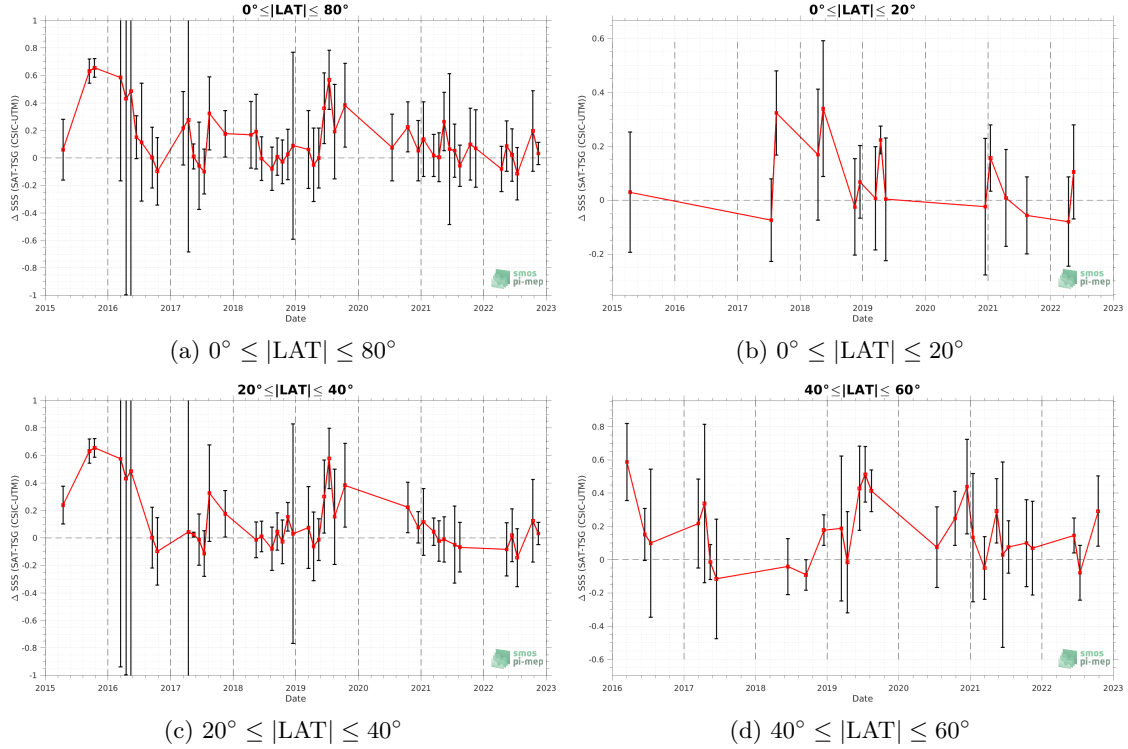 0°≤|LAT|≤ 80°
Δ SSS (SAT-TSG (CSIC-UTM))
1
0.8
0.6
0.4
0.2
0
-0.2
-0.4
-0.6
-0.8
-1
2015 2016 2017 2018 2019 2020 2021 2022 2023
Date
smos
pi-mep
(a) 0° ≤ |LAT| ≤ 80°
0°≤|LAT|≤ 20°
Δ SSS (SAT-TSG (CSIC-UTM))
0.6
0.4
0.2
0
-0.2
2015 2016 2017 2018 2019 2020 2021 2022 2023
Date
smos
pi-mep
(b) 0° ≤ |LAT| ≤ 20°
20°≤|LAT|≤ 40°
Δ SSS (SAT-TSG (CSIC-UTM))
1
0.8
0.6
0.4
0.2
0
-0.2
-0.4
-0.6
-0.8
-1
2015 2016 2017 2018 2019 2020 2021 2022 2023
Date
smos
pi-mep
(c) 20° ≤ |LAT| ≤ 40°
40°≤|LAT|≤ 60°
Δ SSS (SAT-TSG (CSIC-UTM))
0.8
0.6
0.4
0.2
0
-0.2
-0.4
-0.6
2016 2017 2018 2019 2020 2021 2022 2023
Date
smos
pi-mep
(d) 40° ≤ |LAT| ≤ 60°